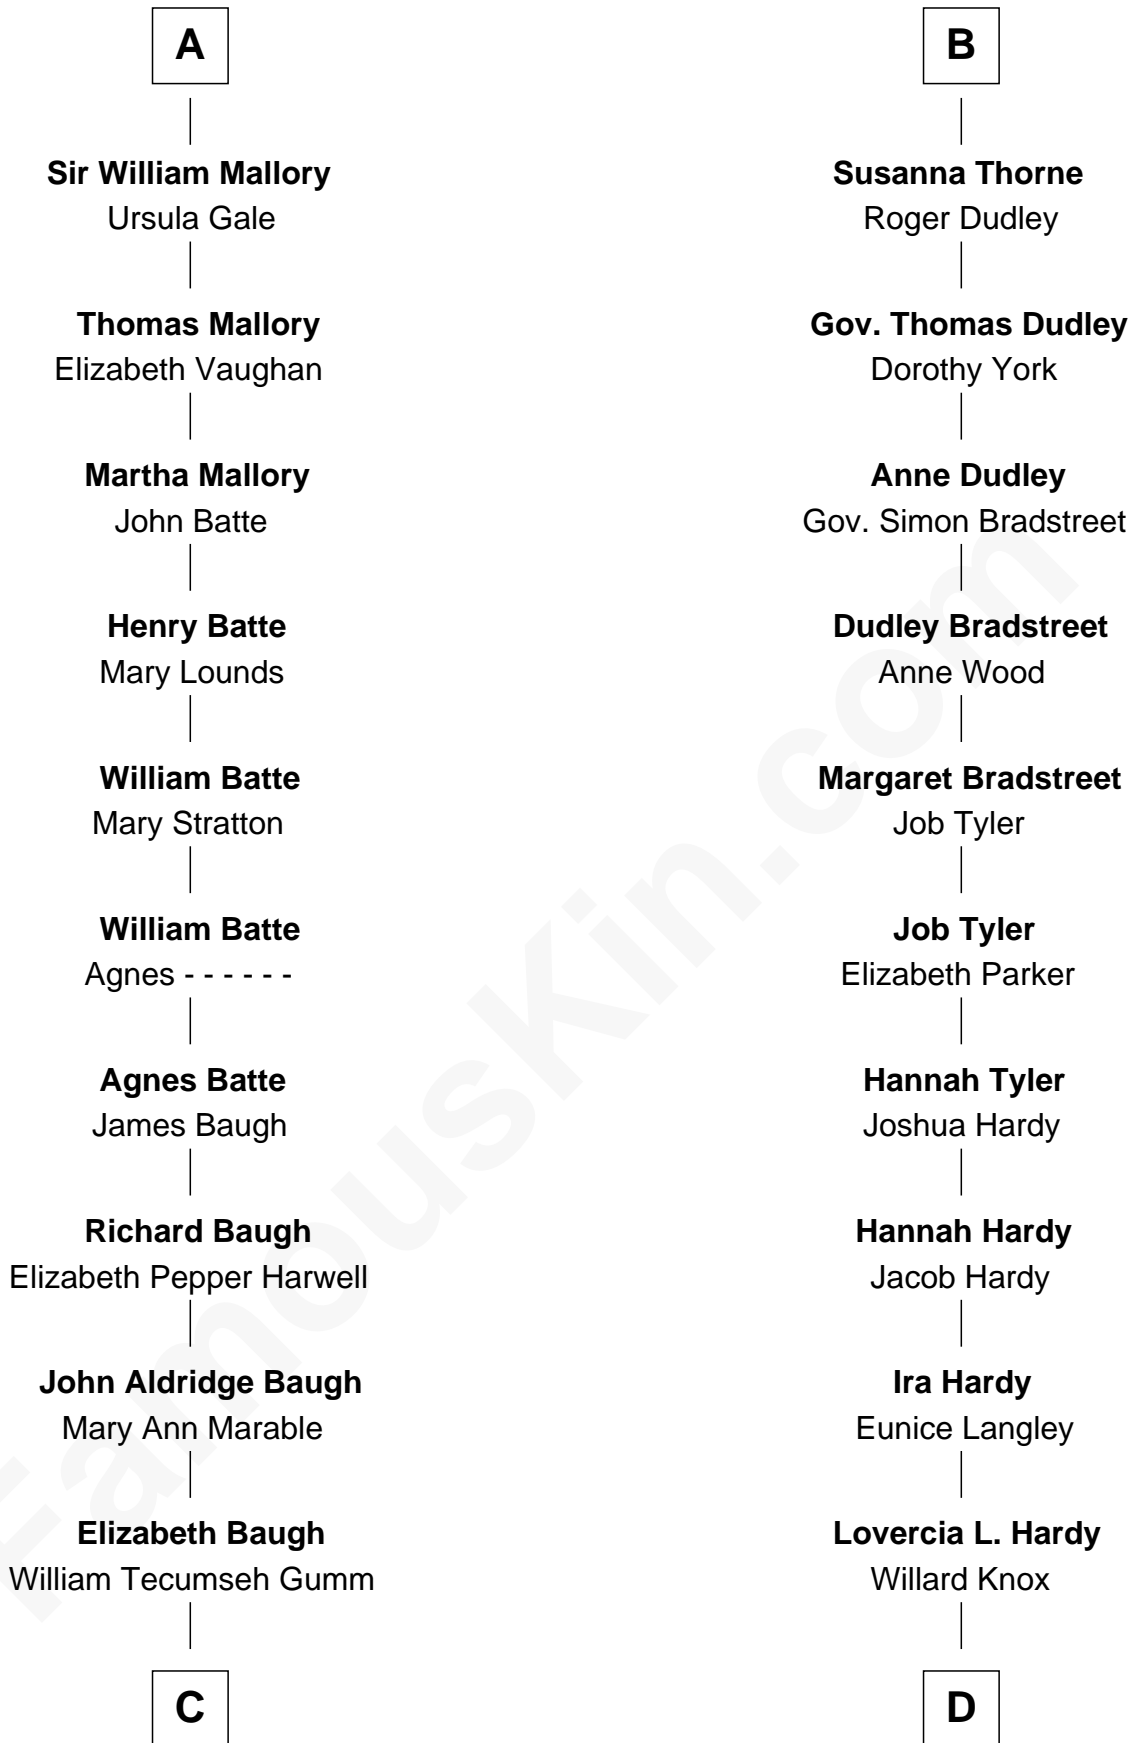 A
Sir William Mallory
Ursula Gale
Thomas Mallory
Elizabeth Vaughan
Martha Mallory
John Batte
Henry Batte
Mary Lounds
William Batte
Mary Stratton
William Batte
Agnes - - - - - -
Agnes Batte
James Baugh
Richard Baugh
Elizabeth Pepper Harwell
John Aldridge Baugh
Mary Ann Marable
Elizabeth Baugh
William Tecumseh Gumm
C
B
Susanna Thorne
Roger Dudley
Gov. Thomas Dudley
Dorothy York
Anne Dudley
Gov. Simon Bradstreet
Dudley Bradstreet
Anne Wood
Margaret Bradstreet
Job Tyler
Job Tyler
Elizabeth Parker
Hannah Tyler
Joshua Hardy
Hannah Hardy
Jacob Hardy
Ira Hardy
Eunice Langley
Lovercia L. Hardy
Willard Knox
D
FamousKin.com